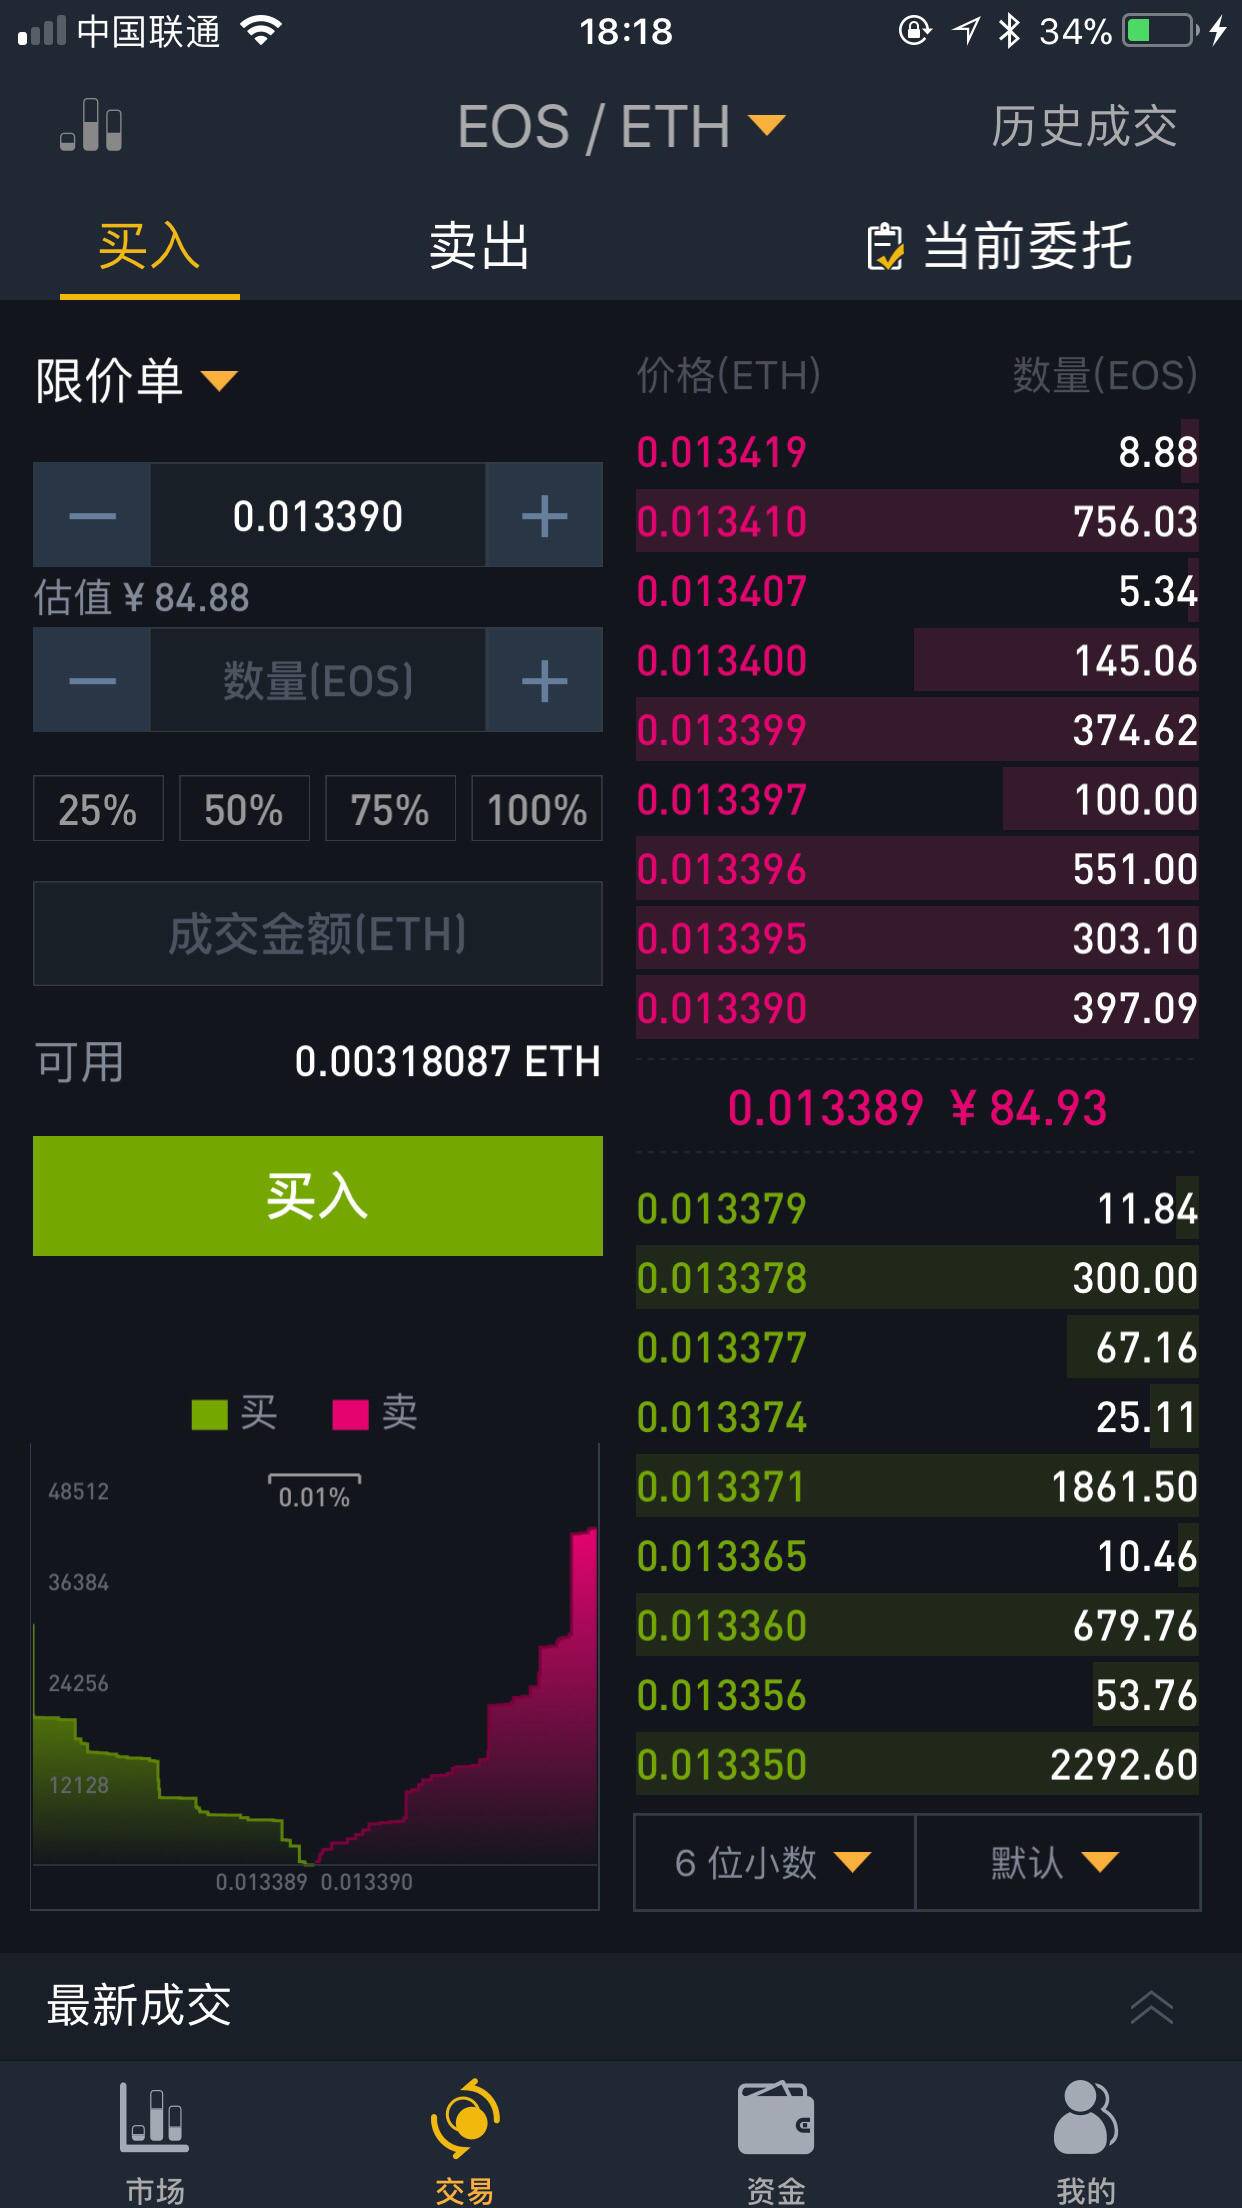 中国联通 18:18 34%
EOS / ETH 历史成交
买入 卖出 当前委托
限价单
0.013390
估值 ¥ 84.88
数量(EOS)
25% 50% 75% 100%
成交金额(ETH)
可用 0.00318087 ETH
买入
买 卖
48512
0.01%
36384
24256
12128
0.013389 0.013390
价格(ETH) 数量(EOS)
0.013419 8.88
0.013410 756.03
0.013407 5.34
0.013400 145.06
0.013399 374.62
0.013397 100.00
0.013396 551.00
0.013395 303.10
0.013390 397.09
0.013389 ¥ 84.93
0.013379 11.84
0.013378 300.00
0.013377 67.16
0.013374 25.11
0.013371 1861.50
0.013365 10.46
0.013360 679.76
0.013356 53.76
0.013350 2292.60
6 位小数 默认
最新成交
市场 交易 资金 我的